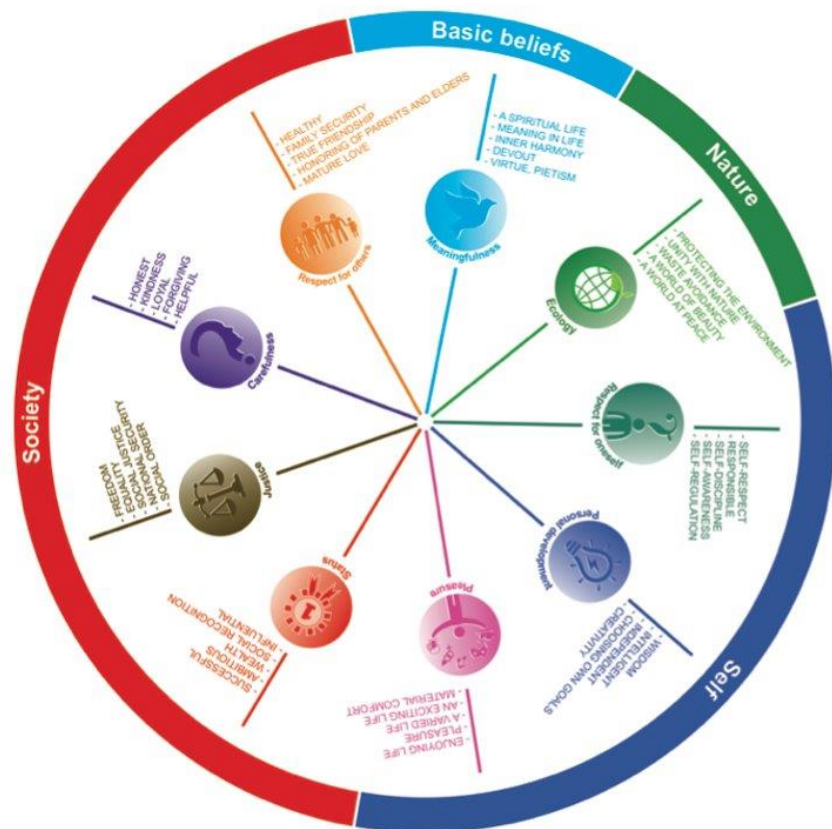 Basic beliefs
- A SPIRITUAL LIFE
- MEANING IN LIFE
- INNER HARMONY
- DEVOUT
- VIRTUE, PIETISM
Meaningfulness
Nature
- PROTECTING THE ENVIRONMENT
- UNITY WITH NATURE
- WASTE AVOIDANCE
- A WORLD OF BEAUTY
- A WORLD AT PEACE
Ecology
Self
- SELF-RESPECT
- RESPONSIBLE
- SELF-DISCIPLINE
- SELF-AWARENESS
- SELF-REGULATION
Respect for oneself
- WISDOM
- INTELLIGENT
- INDEPENDENT
- CHOOSING OWN GOALS
- CREATIVITY
Personal development
- ENJOYING LIFE
- PLEASURE
- A VARIED LIFE
- AN EXCITING LIFE
- MATERIAL COMFORT
Pleasure
Society
- SUCCESSFUL
- AMBITIOUS
- WEALTH
- SOCIAL RECOGNITION
- INFLUENTIAL
Status
- FREEDOM
- EQUALITY
- SOCIAL JUSTICE
- NATIONAL SECURITY
- SOCIAL ORDER
Justice
- HONEST
- KINDNESS
- LOYAL
- FORGIVING
- HELPFUL
Carefulness
- HEALTHY
- FAMILY SECURITY
- TRUE FRIENDSHIP
- HONORING OF PARENTS AND ELDERS
- MATURE LOVE
Respect for others